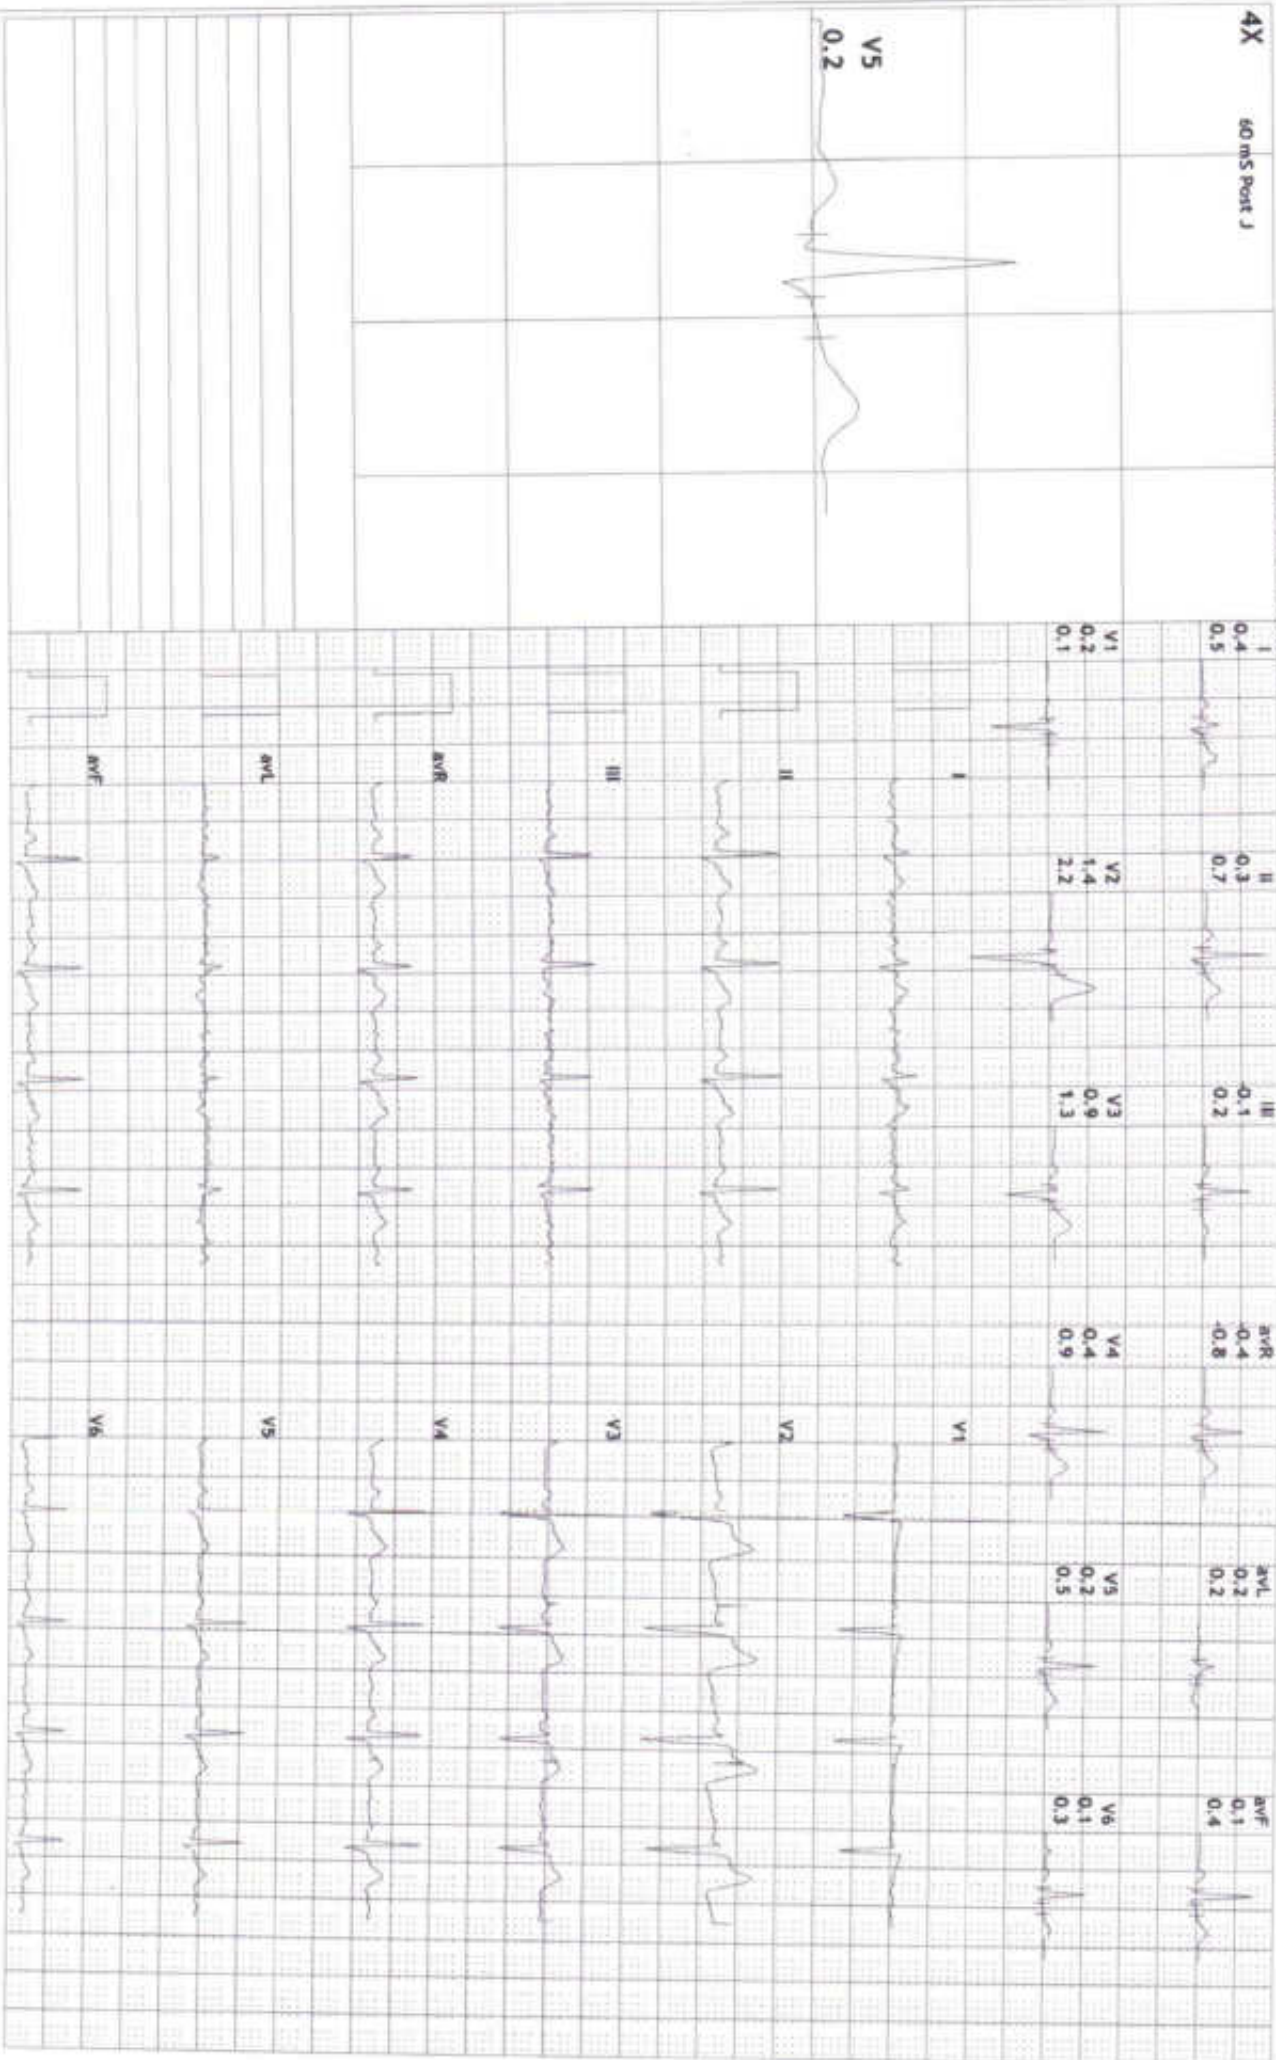 4X 60 mS Post J
I II III avR avL avF
0.4 0.3 -0.1 -0.4 0.2 0.1
0.5 0.7 0.2 -0.8 0.2 0.4
V1 V2 V3 V4 V5 V6
0.2 1.4 0.9 0.4 0.2 0.1
0.1 2.2 1.3 0.9 0.5 0.3
V5
0.2
I V1
II V2
III V3
avR V4
avL V5
avF V6